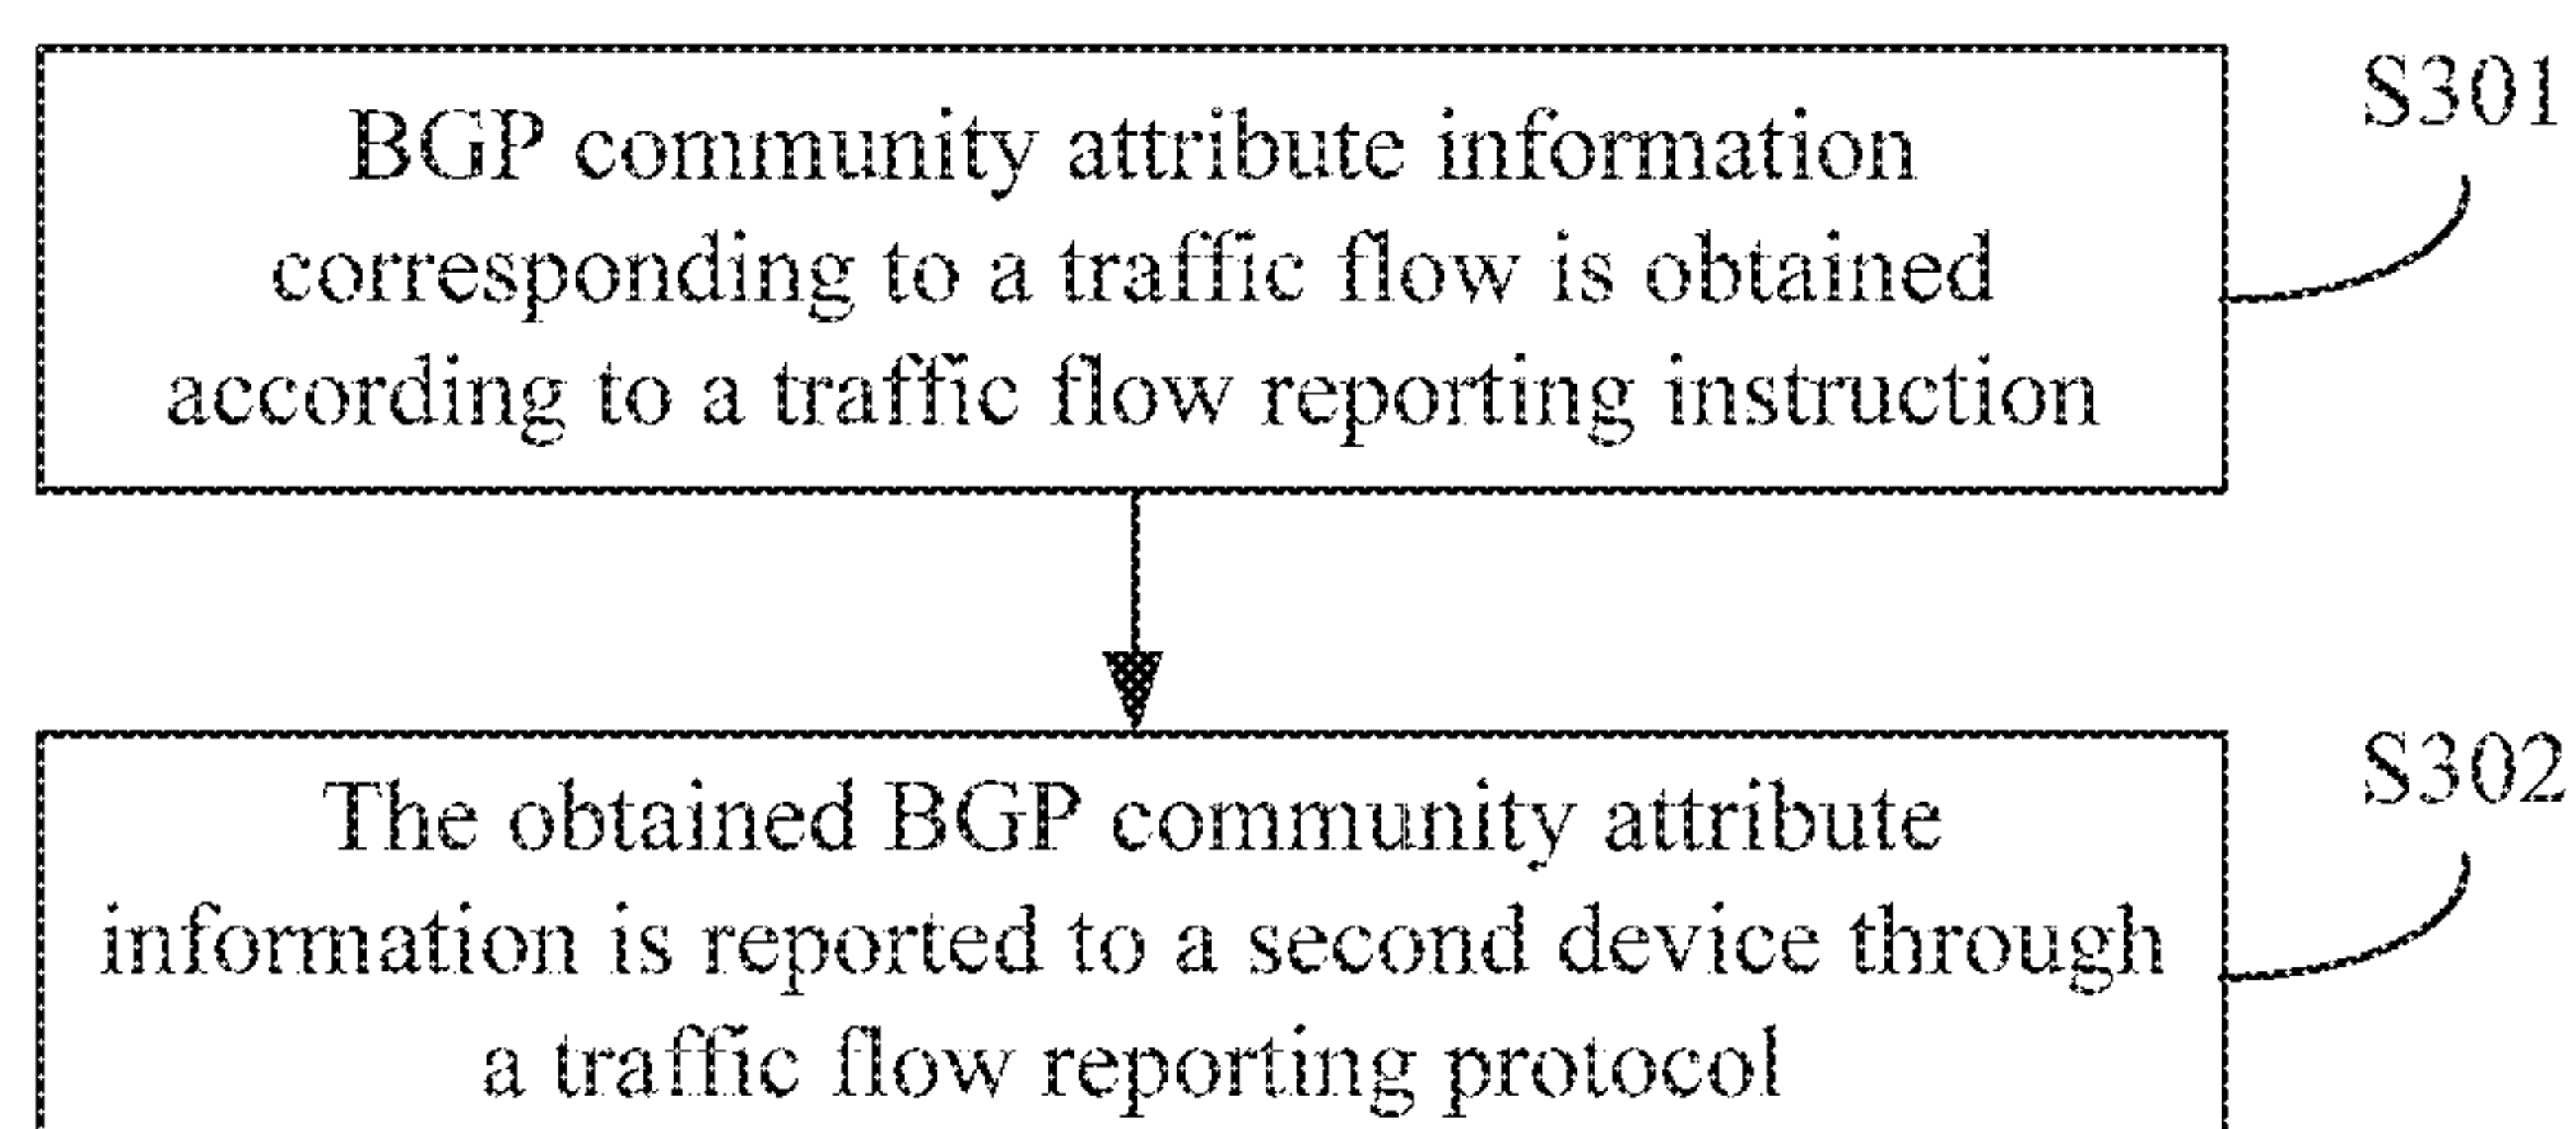 BGP community attribute information
corresponding to a traffic flow is obtained
according to a traffic flow reporting instruction
S301
The obtained BGP community attribute
information is reported to a second device through
a traffic flow reporting protocol
S302